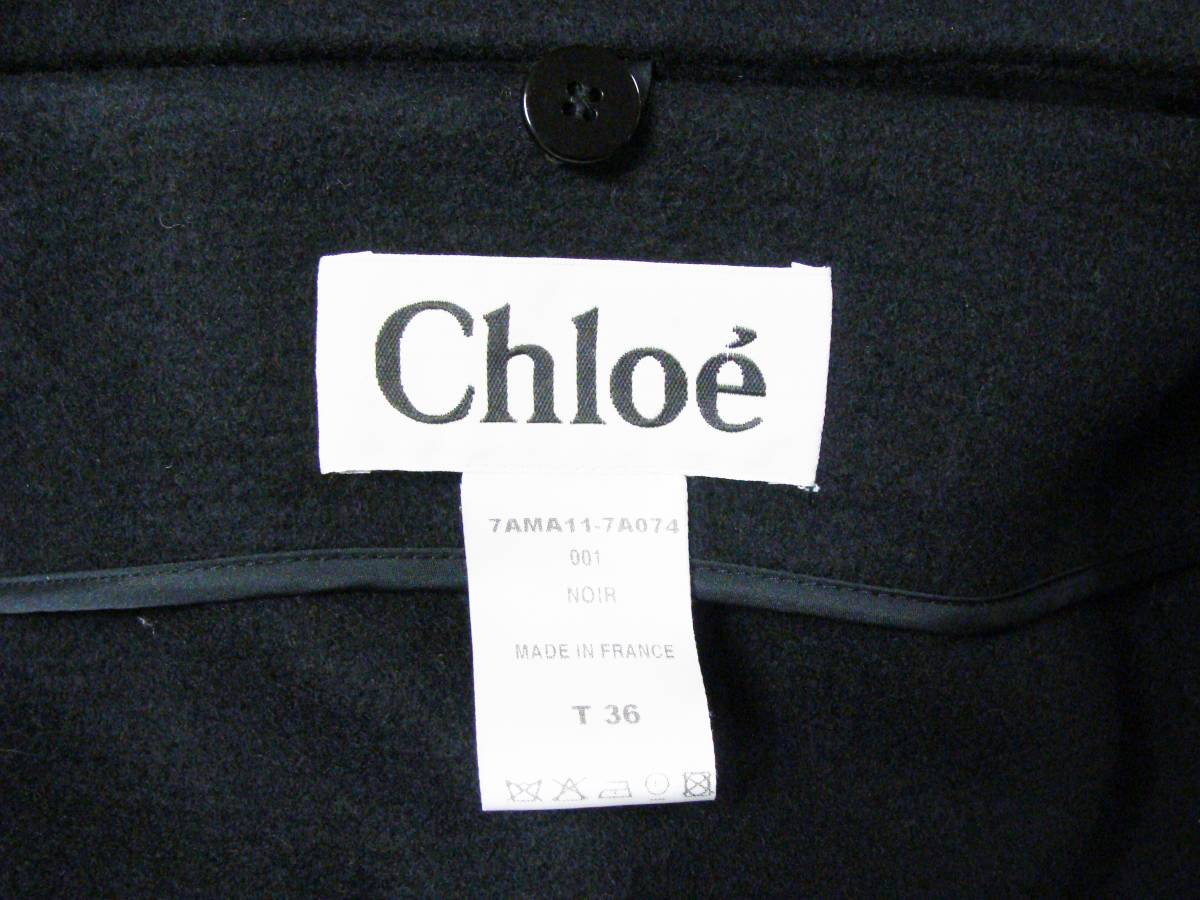 Chloé
7AMA11-7A074
001
NOIR
MADE IN FRANCE
T 36